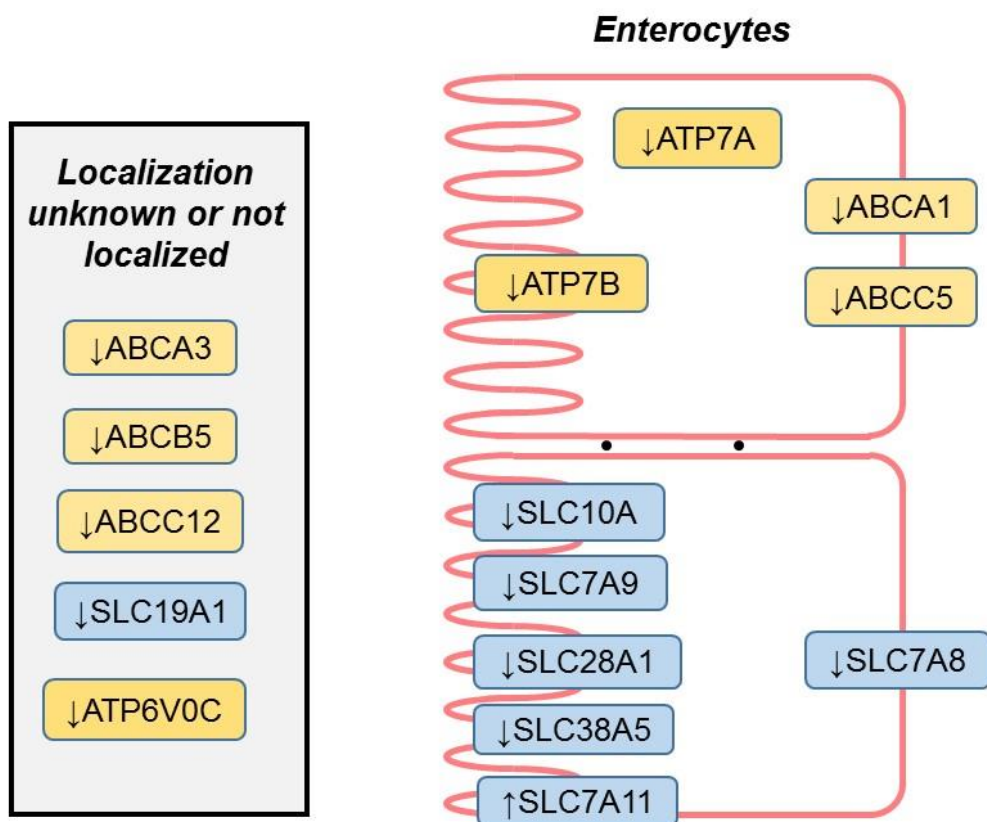 Enterocytes
Localization
unknown or not
localized
↓ABCA3
↓ABCB5
↓ABCC12
↓SLC19A1
↓ATP6V0C
↓ATP7A
↓ABCA1
↓ATP7B
↓ABCC5
↓SLC10A
↓SLC7A9
↓SLC28A1
↓SLC7A8
↓SLC38A5
↑SLC7A11